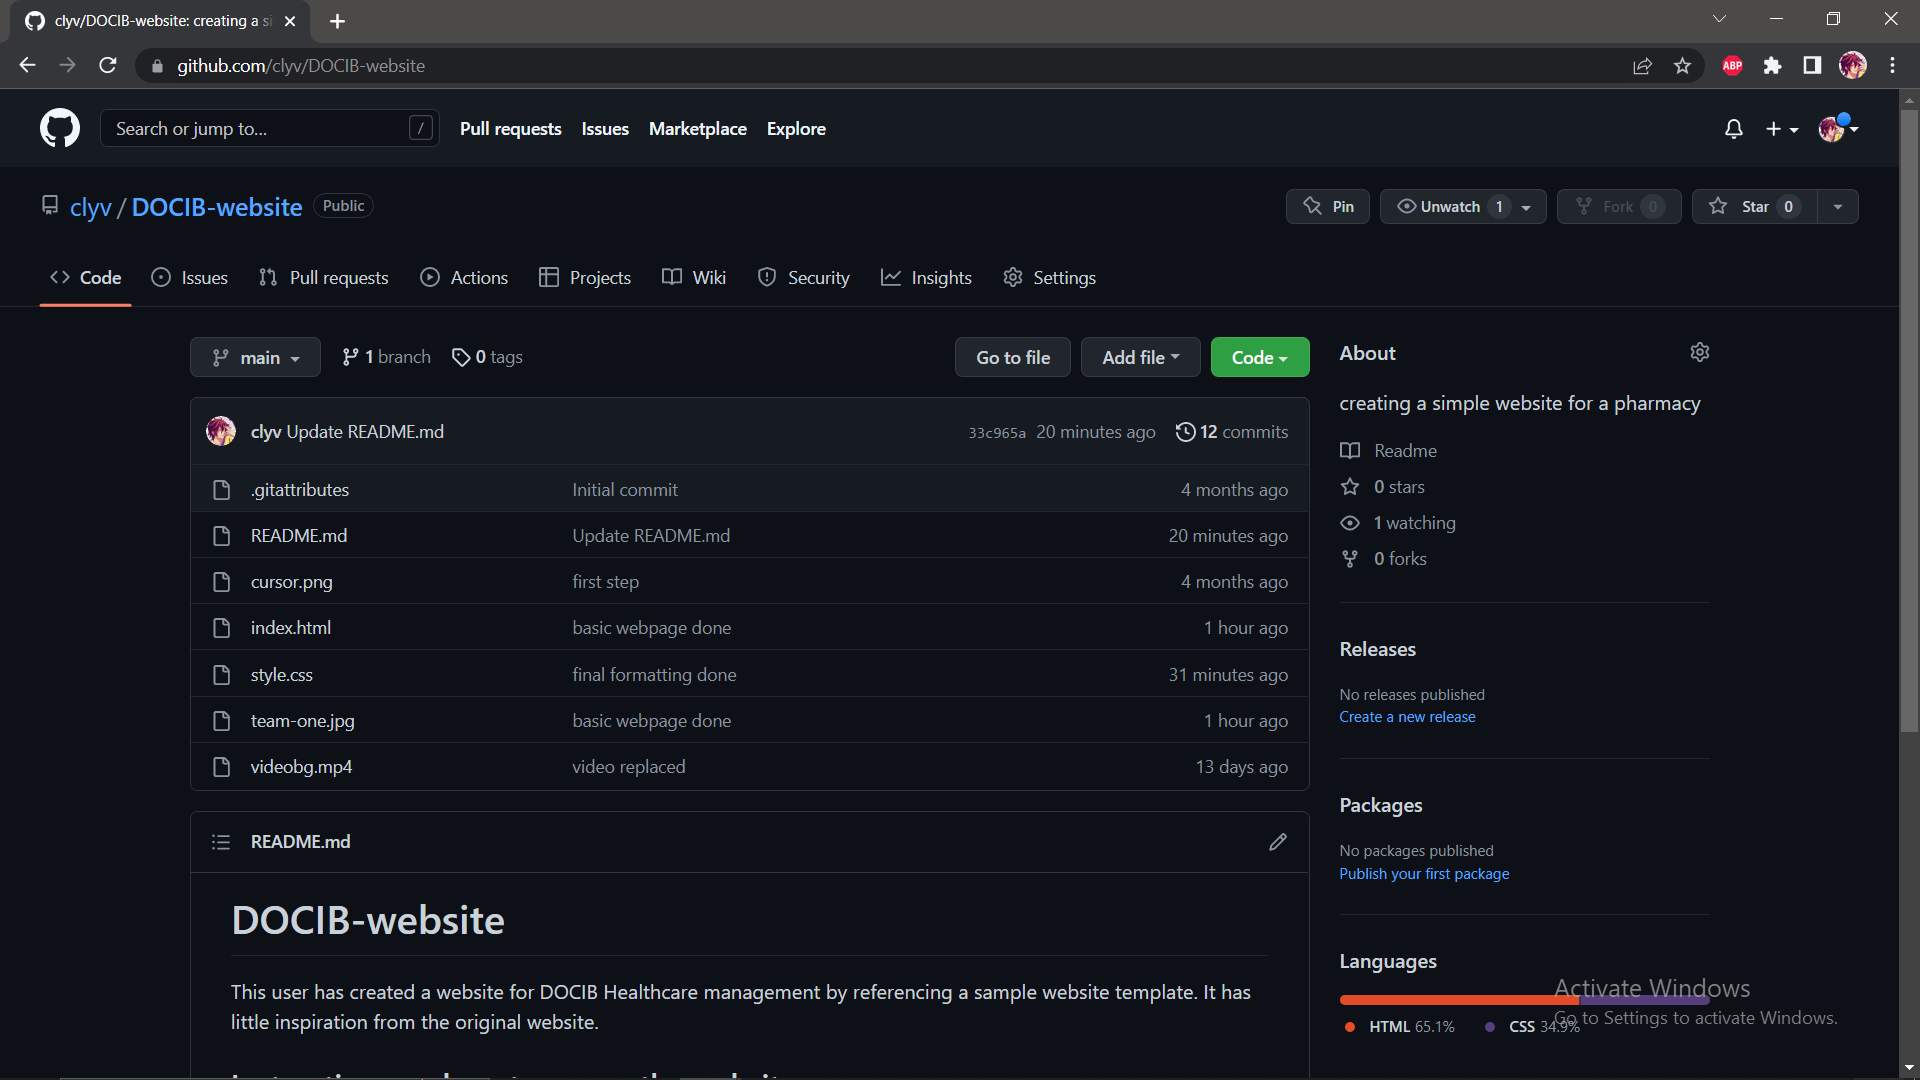 clyv/DOCIB-website: creating a si
github.com/clyv/DOCIB-website
ABP
Search or jump to... /
Pull requests Issues Marketplace Explore
clyv / DOCIB-website Public
Pin Unwatch 1 Fork 0 Star 0
Code Issues Pull requests Actions Projects Wiki Security Insights Settings
main 1 branch 0 tags
Go to file Add file Code
clyv Update README.md 33c965a 20 minutes ago 12 commits
.gitattributes Initial commit 4 months ago
README.md Update README.md 20 minutes ago
cursor.png first step 4 months ago
index.html basic webpage done 1 hour ago
style.css final formatting done 31 minutes ago
team-one.jpg basic webpage done 1 hour ago
videobg.mp4 video replaced 13 days ago
README.md
DOCIB-website
This user has created a website for DOCIB Healthcare management by referencing a sample website template. It has
little inspiration from the original website.
About
creating a simple website for a pharmacy
Readme
0 stars
1 watching
0 forks
Releases
No releases published
Create a new release
Packages
No packages published
Publish your first package
Languages
HTML 65.1% CSS 34.9%
Activate Windows
Go to Settings to activate Windows.